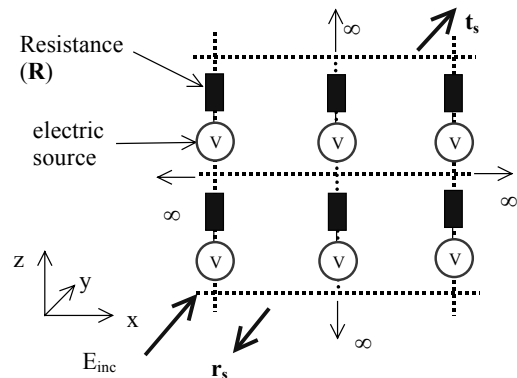 ∞
t_s
Resistance
(R)
electric
source
V V V
∞ ∞
V V V
z
y
x
E_inc
r_s
∞